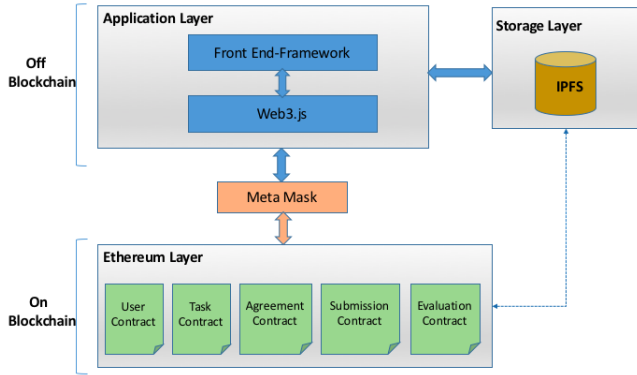 Application Layer
Storage Layer
Front End-Framework
Off
Blockchain
IPFS
Web3.js
Meta Mask
Ethereum Layer
On
Blockchain
User
Contract
Task
Contract
Agreement
Contract
Submission
Contract
Evaluation
Contract